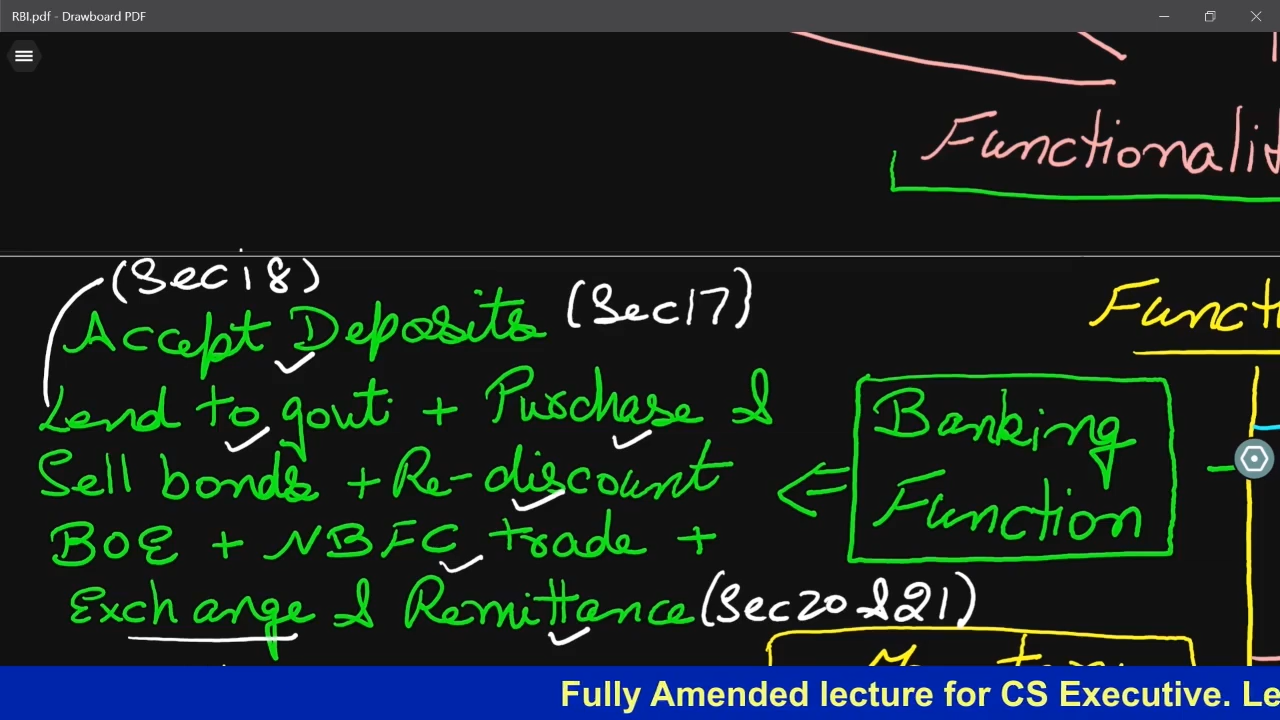 RBI.pdf - Drawboard PDF
Functionalit
(Sec 18)
Accept Deposits (Sec 17)
Lend to govt + Purchase &
Sell bonds + Re-discount
BOE + NBFC trade +
Exchange & Remittance (Sec 20 & 21)
Functi
Banking
Function
Fully Amended lecture for CS Executive. Le